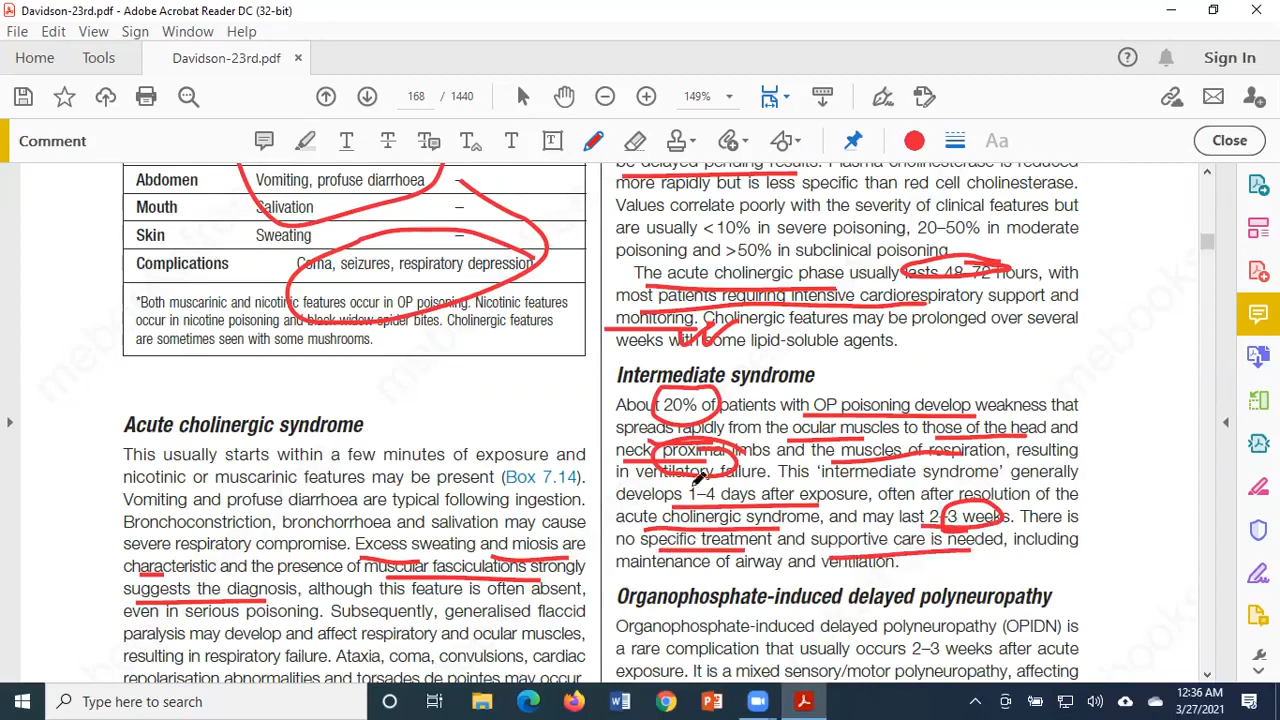 Davidson-23rd.pdf - Adobe Acrobat Reader DC (32-bit)
File Edit View Sign Window Help
Home Tools Davidson-23rd.pdf × Sign In
168 / 1440 149%
Comment Close
Abdomen Vomiting, profuse diarrhoea –
Mouth Salivation –
Skin Sweating –
Complications Coma, seizures, respiratory depression
*Both muscarinic and nicotinic features occur in OP poisoning. Nicotinic features
occur in nicotine poisoning and black widow spider bites. Cholinergic features
are sometimes seen with some mushrooms.
Acute cholinergic syndrome
This usually starts within a few minutes of exposure and
nicotinic or muscarinic features may be present (Box 7.14).
Vomiting and profuse diarrhoea are typical following ingestion.
Bronchoconstriction, bronchorrhoea and salivation may cause
severe respiratory compromise. Excess sweating and miosis are
characteristic and the presence of muscular fasciculations strongly
suggests the diagnosis, although this feature is often absent,
even in serious poisoning. Subsequently, generalised flaccid
paralysis may develop and affect respiratory and ocular muscles,
resulting in respiratory failure. Ataxia, coma, convulsions, cardiac
repolarisation abnormalities and torsades de pointes may occur.
be delayed pending results. Plasma cholinesterase is reduced
more rapidly but is less specific than red cell cholinesterase.
Values correlate poorly with the severity of clinical features but
are usually <10% in severe poisoning, 20–50% in moderate
poisoning and >50% in subclinical poisoning.
The acute cholinergic phase usually lasts 48–72 hours, with
most patients requiring intensive cardiorespiratory support and
monitoring. Cholinergic features may be prolonged over several
weeks with some lipid-soluble agents.
Intermediate syndrome
About 20% of patients with OP poisoning develop weakness that
spreads rapidly from the ocular muscles to those of the head and
neck, proximal limbs and the muscles of respiration, resulting
in ventilatory failure. This ‘intermediate syndrome’ generally
develops 1–4 days after exposure, often after resolution of the
acute cholinergic syndrome, and may last 2–3 weeks. There is
no specific treatment and supportive care is needed, including
maintenance of airway and ventilation.
Organophosphate-induced delayed polyneuropathy
Organophosphate-induced delayed polyneuropathy (OPIDN) is
a rare complication that usually occurs 2–3 weeks after acute
exposure. It is a mixed sensory/motor polyneuropathy, affecting
Type here to search
12:36 AM
3/27/2021